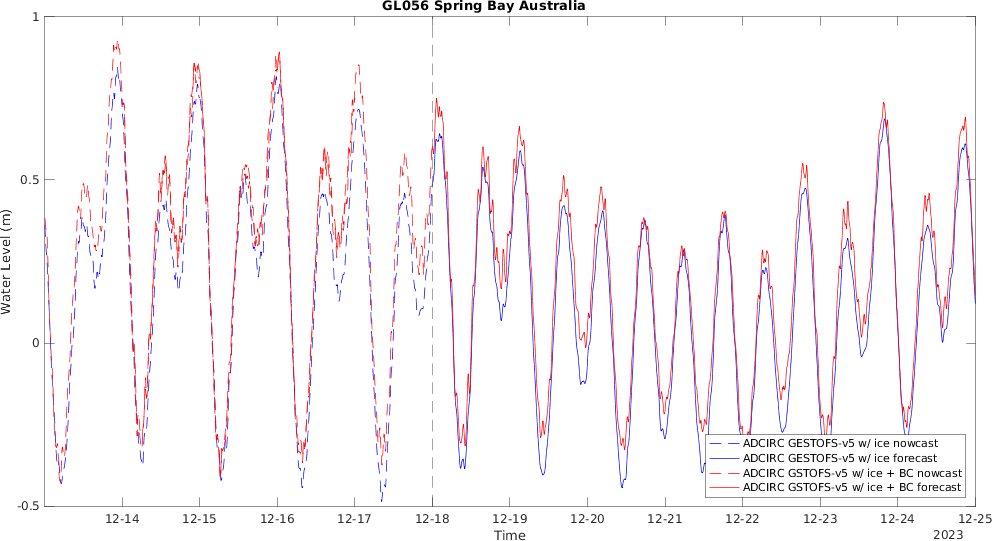 GL056 Spring Bay Australia
1
0.5
0
-0.5
Water Level (m)
12-14 12-15 12-16 12-17 12-18 12-19 12-20 12-21 12-22 12-23 12-24 12-25
Time
2023
ADCIRC GESTOFS-v5 w/ ice nowcast
ADCIRC GESTOFS-v5 w/ ice forecast
ADCIRC GSTOFS-v5 w/ ice + BC nowcast
ADCIRC GSTOFS-v5 w/ ice + BC forecast